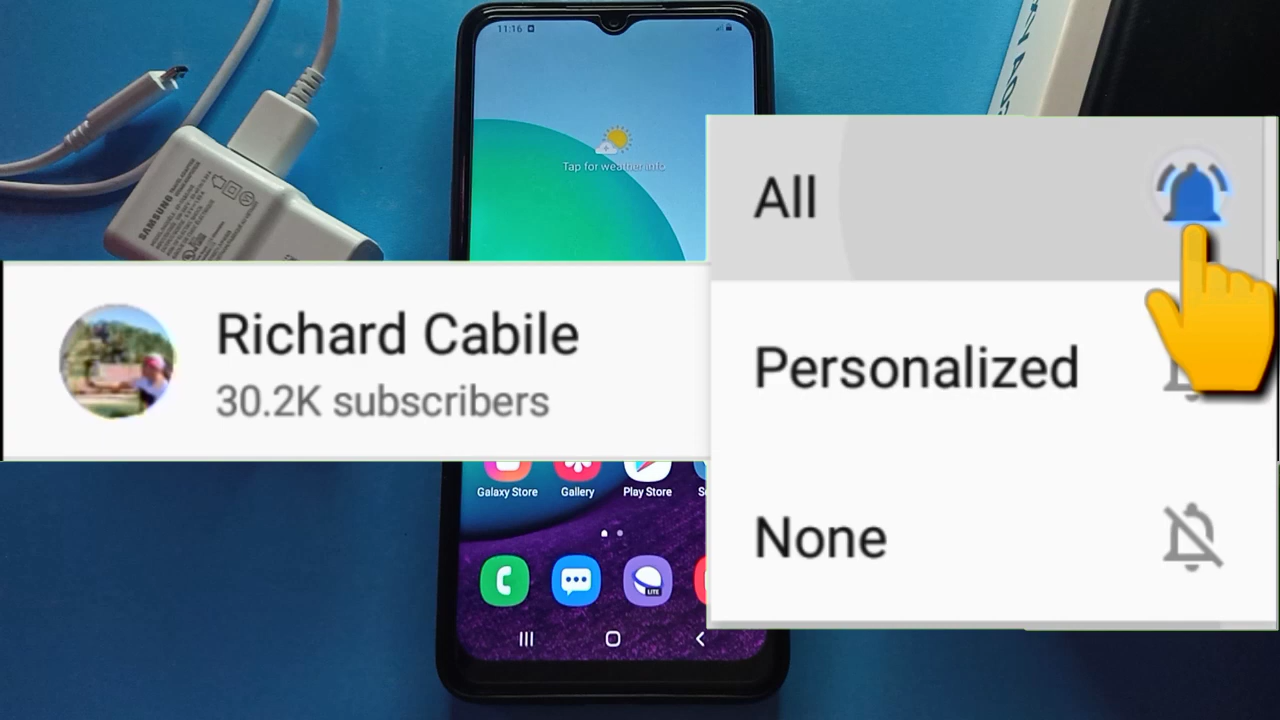 11:16
Tap for weather info
SAMSUNG
All
Richard Cabile
30.2K subscribers
Personalized
Galaxy Store
Gallery
Play Store
None
LITE